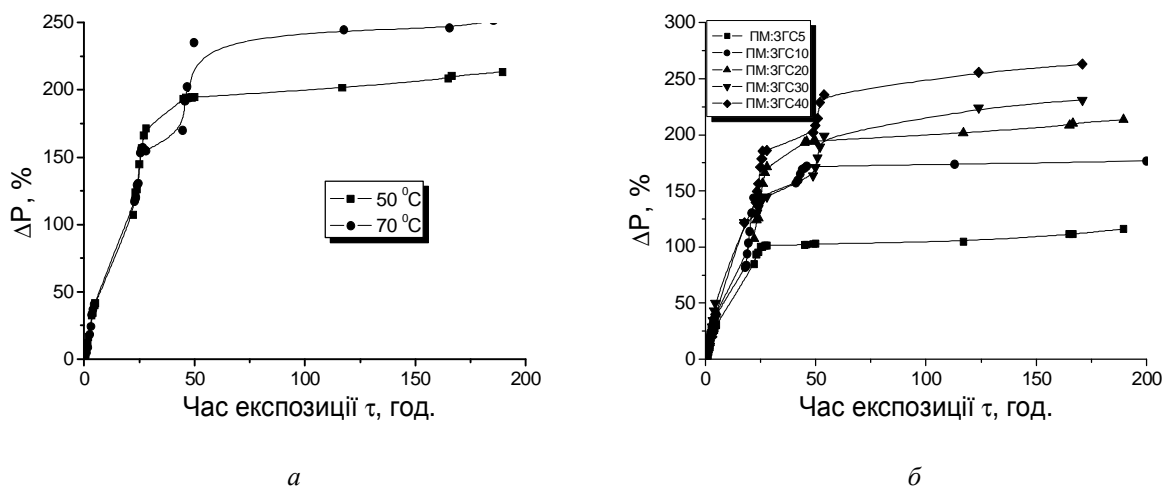 250
200
150
100
50
0
ΔP, %
50 ⁰C
70 ⁰C
0 50 100 150 200
Час експозиції τ, год.
а
300
250
200
150
100
50
0
ΔP, %
ПМ:ЗГС5
ПМ:ЗГС10
ПМ:ЗГС20
ПМ:ЗГС30
ПМ:ЗГС40
0 50 100 150 200
Час експозиції τ, год.
б